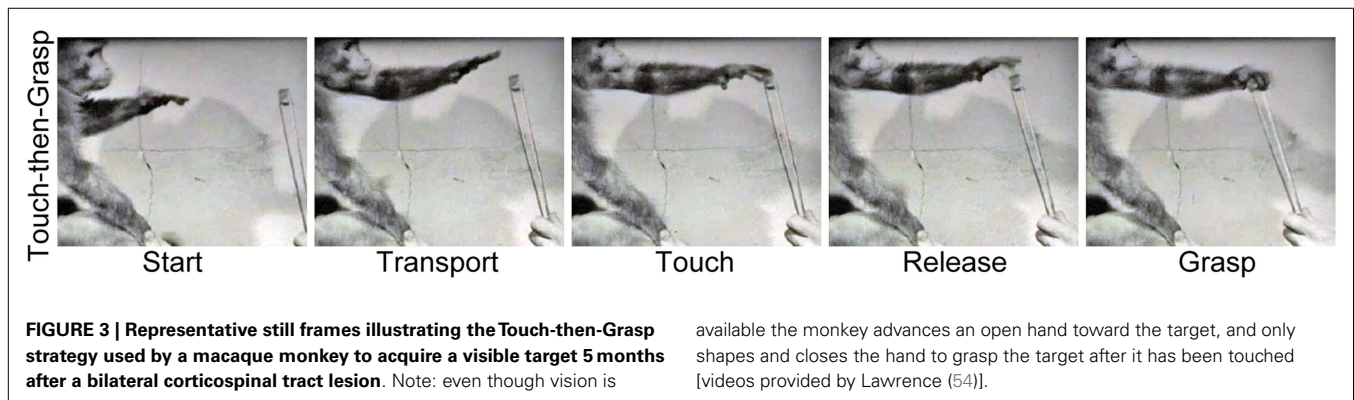 Touch-then-Grasp
Start
Transport
Touch
Release
Grasp
FIGURE 3 | Representative still frames illustrating the Touch-then-Grasp
strategy used by a macaque monkey to acquire a visible target 5 months
after a bilateral corticospinal tract lesion. Note: even though vision is
available the monkey advances an open hand toward the target, and only
shapes and closes the hand to grasp the target after it has been touched
[videos provided by Lawrence (54)].